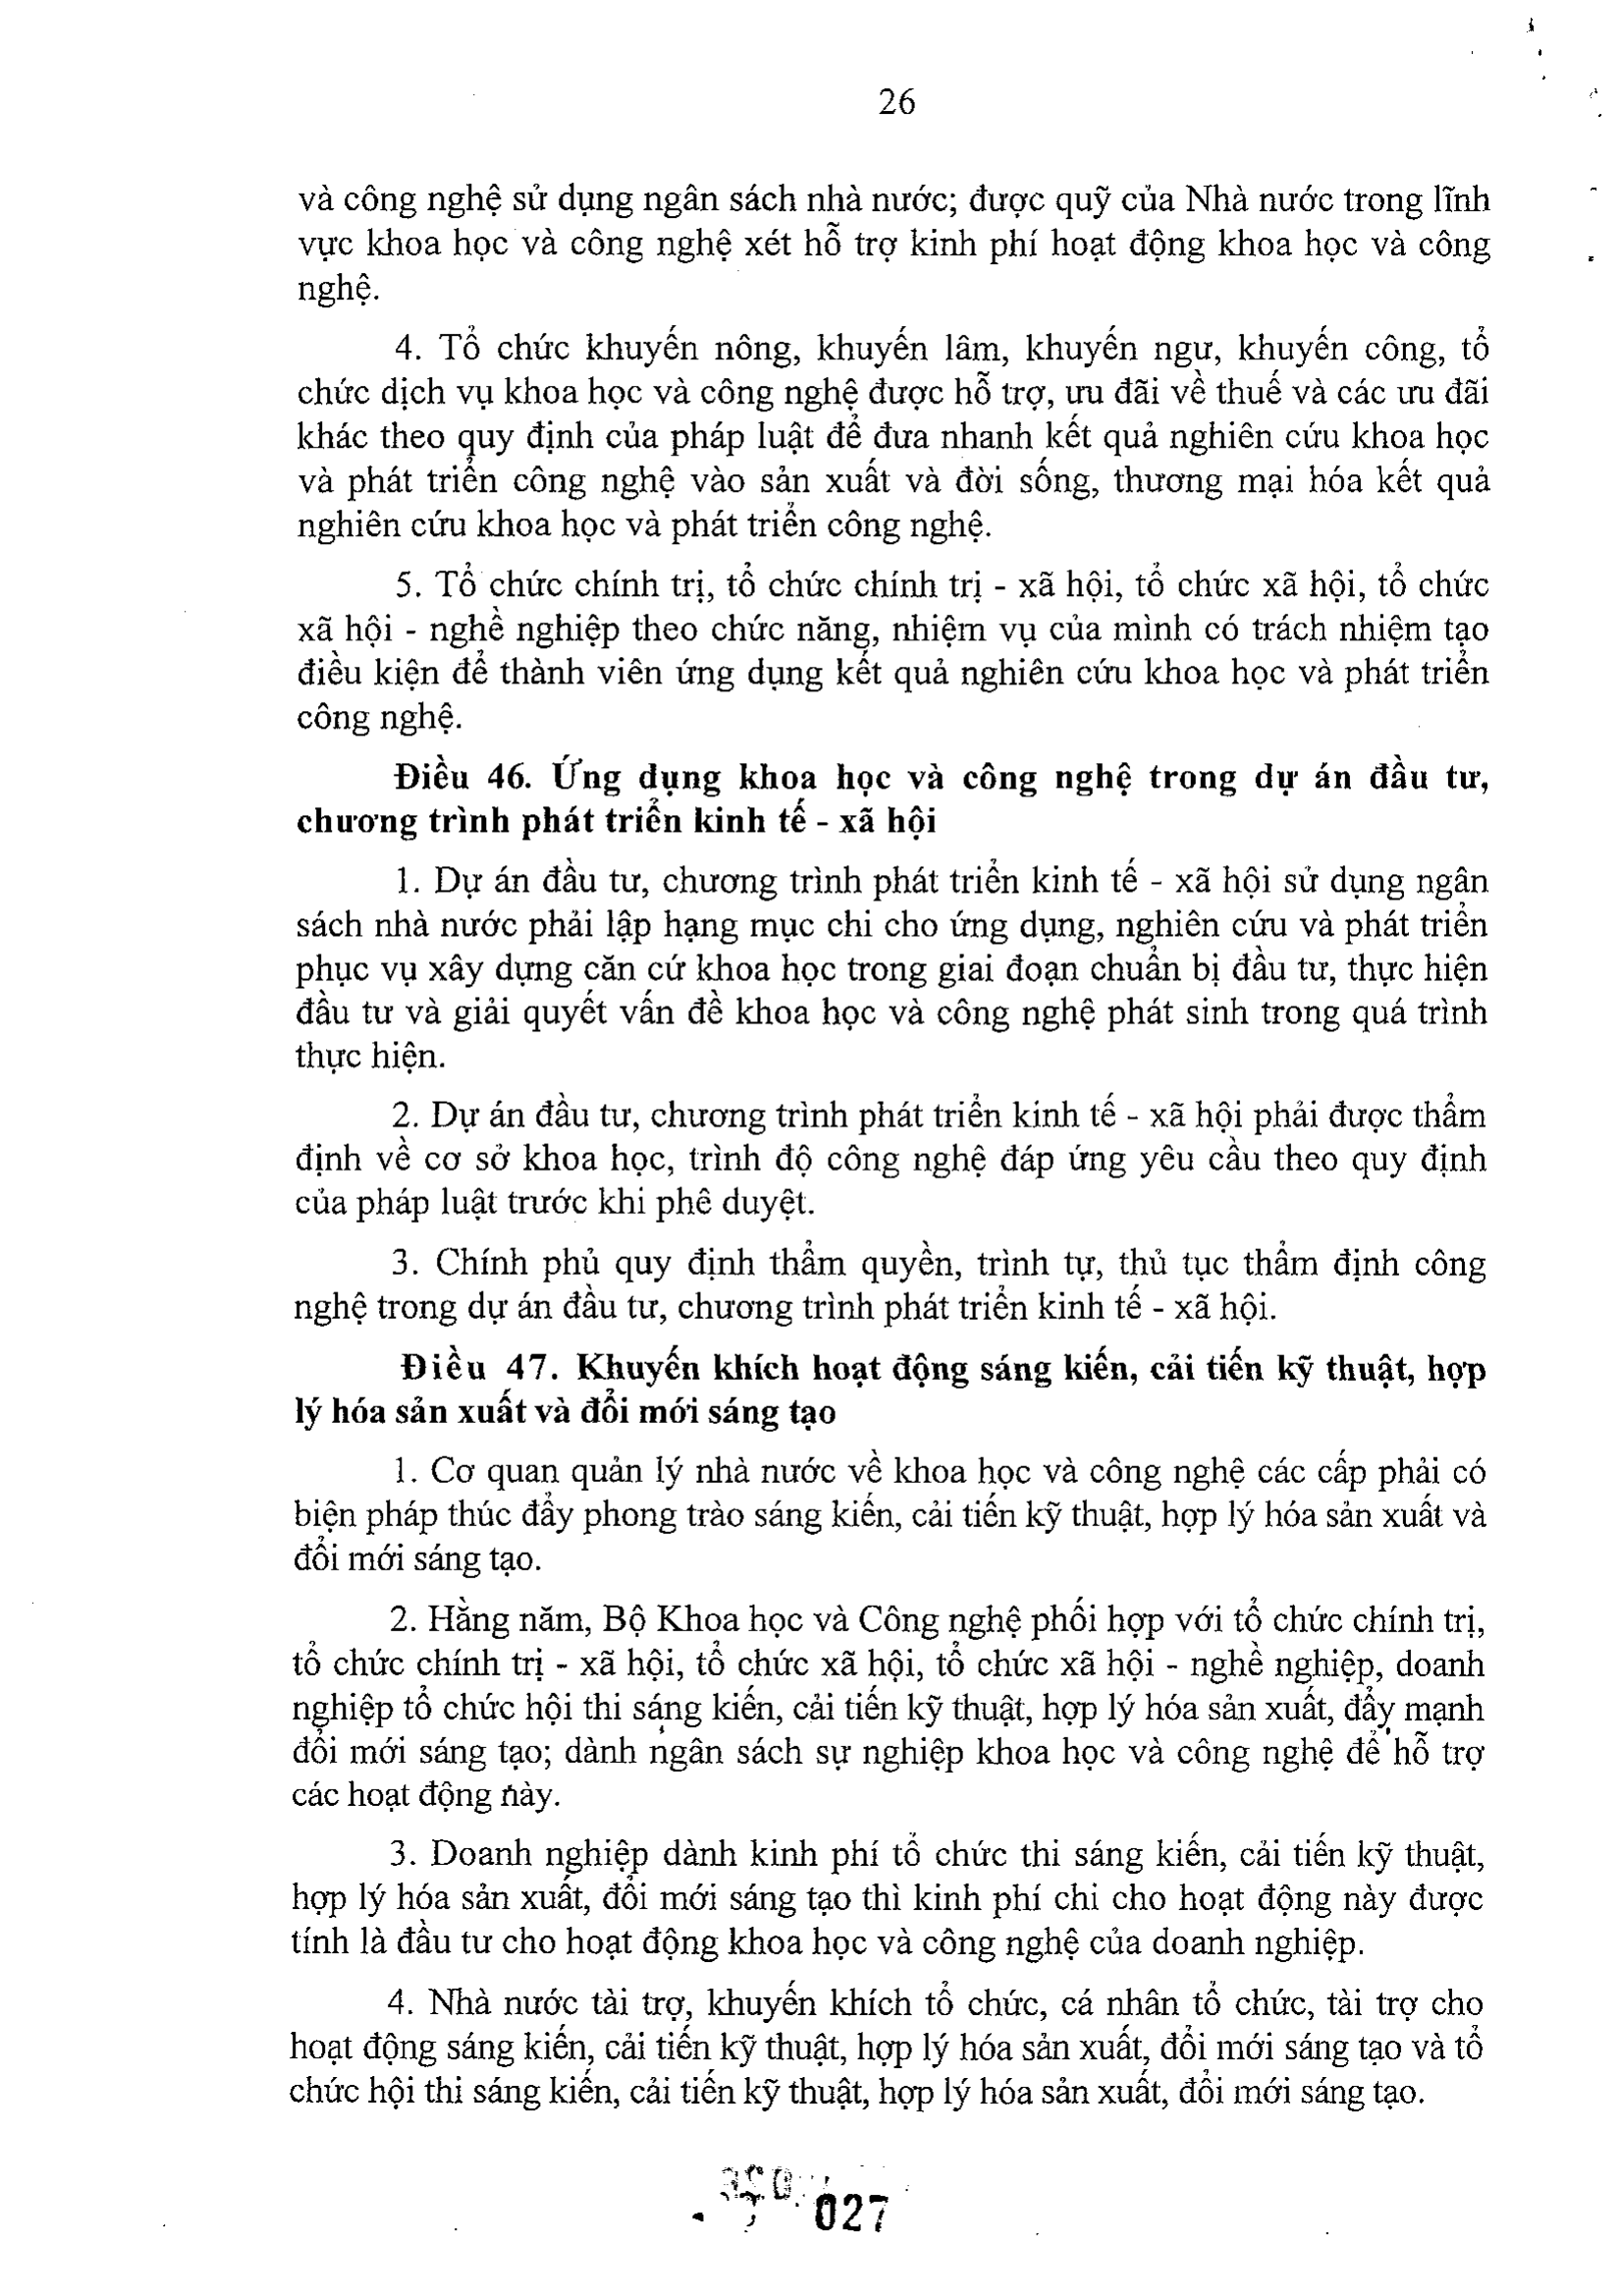 26
và công nghệ sử dụng ngân sách nhà nước; được quỹ của Nhà nước trong lĩnh
vực khoa học và công nghệ xét hỗ trợ kinh phí hoạt động khoa học và công
nghệ.
4. Tổ chức khuyến nông, khuyến lâm, khuyến ngư, khuyến công, tổ
chức dịch vụ khoa học và công nghệ được hỗ trợ, ưu đãi về thuế và các ưu đãi
khác theo quy định của pháp luật để đưa nhanh kết quả nghiên cứu khoa học
và phát triển công nghệ vào sản xuất và đời sống, thương mại hóa kết quả
nghiên cứu khoa học và phát triển công nghệ.
5. Tổ chức chính trị, tổ chức chính trị - xã hội, tổ chức xã hội, tổ chức
xã hội - nghề nghiệp theo chức năng, nhiệm vụ của mình có trách nhiệm tạo
điều kiện để thành viên ứng dụng kết quả nghiên cứu khoa học và phát triển
công nghệ.
Điều 46. Ứng dụng khoa học và công nghệ trong dự án đầu tư,
chương trình phát triển kinh tế - xã hội
1. Dự án đầu tư, chương trình phát triển kinh tế - xã hội sử dụng ngân
sách nhà nước phải lập hạng mục chi cho ứng dụng, nghiên cứu và phát triển
phục vụ xây dựng căn cứ khoa học trong giai đoạn chuẩn bị đầu tư, thực hiện
đầu tư và giải quyết vấn đề khoa học và công nghệ phát sinh trong quá trình
thực hiện.
2. Dự án đầu tư, chương trình phát triển kinh tế - xã hội phải được thẩm
định về cơ sở khoa học, trình độ công nghệ đáp ứng yêu cầu theo quy định
của pháp luật trước khi phê duyệt.
3. Chính phủ quy định thẩm quyền, trình tự, thủ tục thẩm định công
nghệ trong dự án đầu tư, chương trình phát triển kinh tế - xã hội.
Điều 47. Khuyến khích hoạt động sáng kiến, cải tiến kỹ thuật, hợp
lý hóa sản xuất và đổi mới sáng tạo
1. Cơ quan quản lý nhà nước về khoa học và công nghệ các cấp phải có
biện pháp thúc đẩy phong trào sáng kiến, cải tiến kỹ thuật, hợp lý hóa sản xuất và
đổi mới sáng tạo.
2. Hằng năm, Bộ Khoa học và Công nghệ phối hợp với tổ chức chính trị,
tổ chức chính trị - xã hội, tổ chức xã hội, tổ chức xã hội - nghề nghiệp, doanh
nghiệp tổ chức hội thi sáng kiến, cải tiến kỹ thuật, hợp lý hóa sản xuất, đẩy mạnh
đổi mới sáng tạo; dành ngân sách sự nghiệp khoa học và công nghệ để hỗ trợ
các hoạt động này.
3. Doanh nghiệp dành kinh phí tổ chức thi sáng kiến, cải tiến kỹ thuật,
hợp lý hóa sản xuất, đổi mới sáng tạo thì kinh phí chi cho hoạt động này được
tính là đầu tư cho hoạt động khoa học và công nghệ của doanh nghiệp.
4. Nhà nước tài trợ, khuyến khích tổ chức, cá nhân tổ chức, tài trợ cho
hoạt động sáng kiến, cải tiến kỹ thuật, hợp lý hóa sản xuất, đổi mới sáng tạo và tổ
chức hội thi sáng kiến, cải tiến kỹ thuật, hợp lý hóa sản xuất, đổi mới sáng tạo.
027